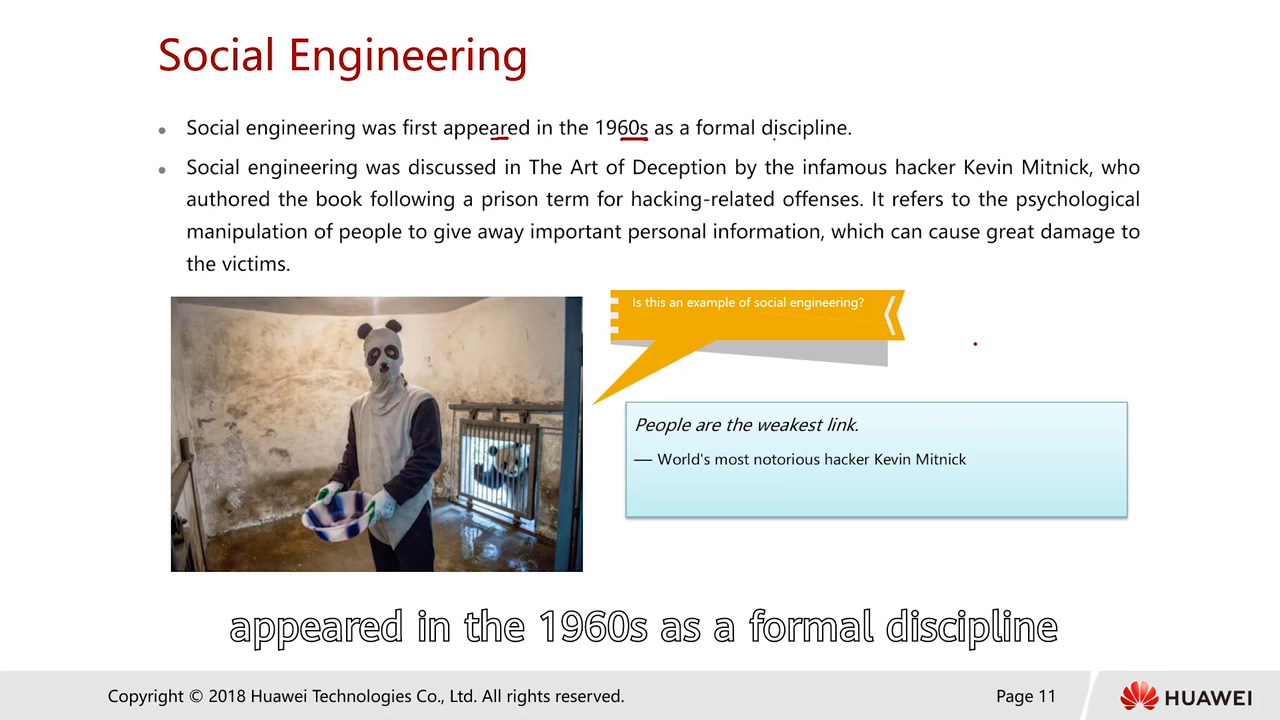 Social Engineering
Social engineering was first appeared in the 1960s as a formal discipline.
Social engineering was discussed in The Art of Deception by the infamous hacker Kevin Mitnick, who
authored the book following a prison term for hacking-related offenses. It refers to the psychological
manipulation of people to give away important personal information, which can cause great damage to
the victims.
Is this an example of social engineering?
People are the weakest link.
— World's most notorious hacker Kevin Mitnick
appeared in the 1960s as a formal discipline
Copyright © 2018 Huawei Technologies Co., Ltd. All rights reserved.
Page 11
HUAWEI